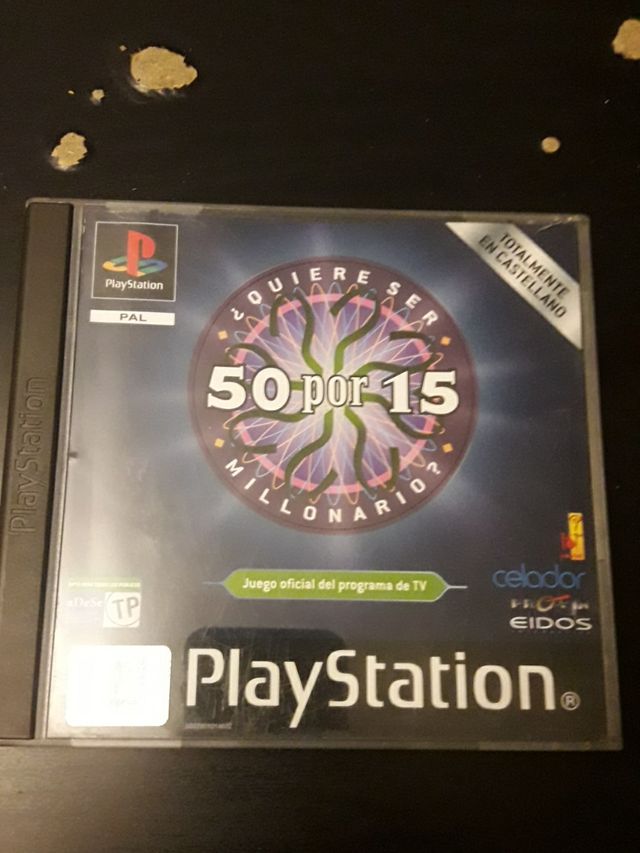 PlayStation
PlayStation
PAL
TOTALMENTE
EN CASTELLANO
¿QUIERE SER
50 por 15
MILLONARIO?
Juego oficial del programa de TV
celador
EIDOS
aDeSe
TP
PlayStation®